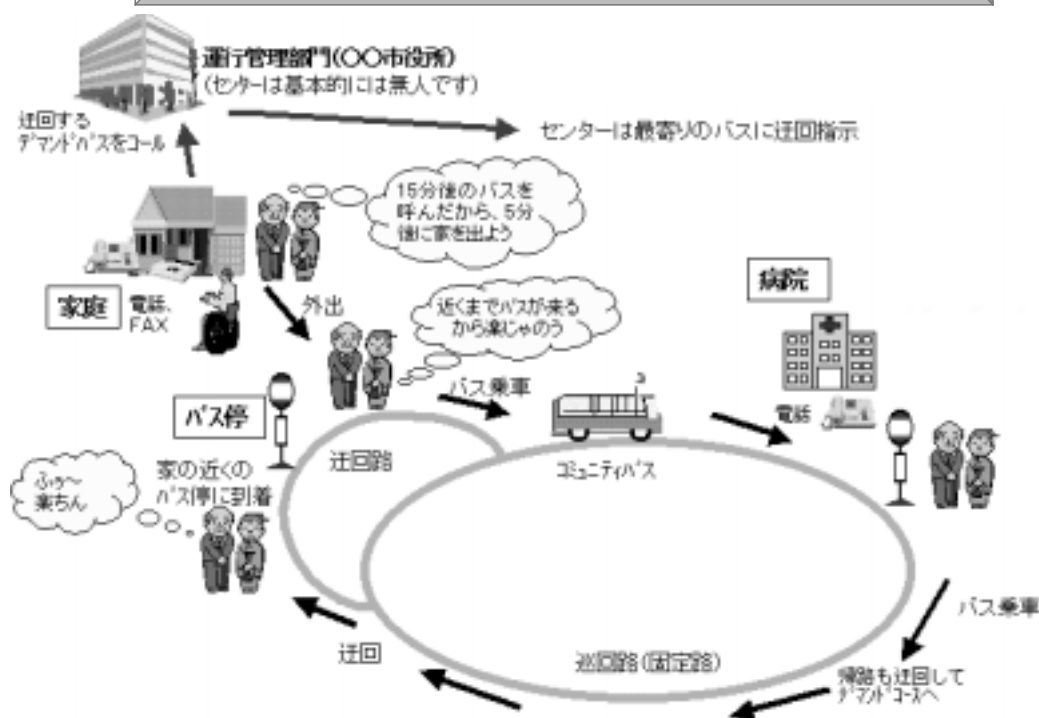 運行管理部門(〇〇市役所)
(センターは基本的には無人です)
迂回する
デマンドバスをコール
センターは最寄りのバスに迂回指示
15分後のバスを
呼んだから、5分
後に家を出よう
家庭
電話、
FAX
外出
近くまでバスが来る
から楽じゃのう
病院
電話
バス乗車
バス停
迂回路
コミュニティバス
家の近くの
バス停に到着
ふぅ〜
楽ちん
バス乗車
迂回
巡回路(固定路)
帰路も迂回して
デマンドコースへ